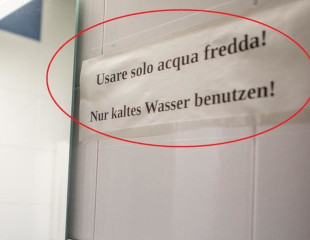 Usare solo acqua fredda!
Nur kaltes Wasser benutzen!